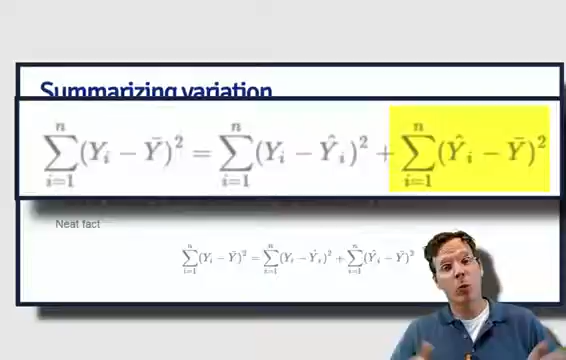 Summarizing variation
\sum_{i=1}^{n}(Y_i - \bar{Y})^2 = \sum_{i=1}^{n}(Y_i - \hat{Y}_i)^2 + \sum_{i=1}^{n}(\hat{Y}_i - \bar{Y})^2
Neat fact
\sum_{i=1}^{n}(Y_i - \bar{Y})^2 = \sum_{i=1}^{n}(Y_i - \hat{Y}_i)^2 + \sum_{i=1}^{n}(\hat{Y}_i - \bar{Y})^2